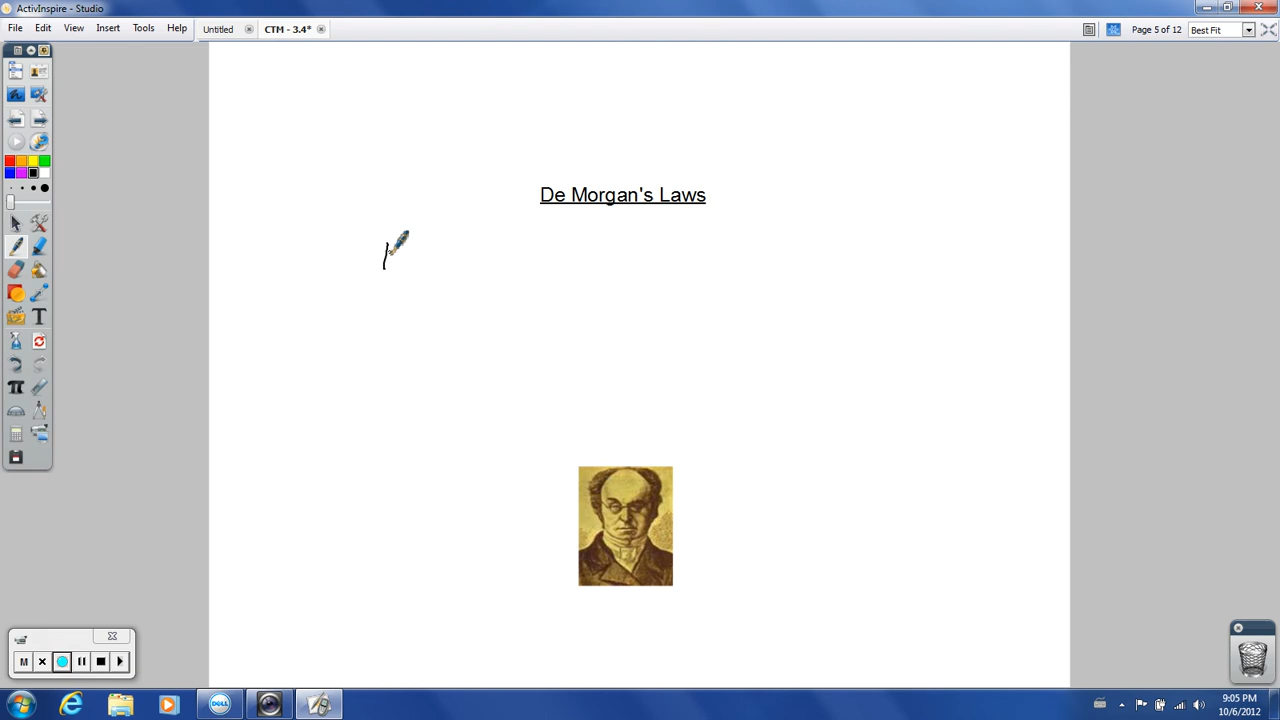 ActivInspire - Studio
File Edit View Insert Tools Help
Untitled
CTM - 3.4*
Page 5 of 12
Best Fit
De Morgan's Laws
M
DELL
9:05 PM
10/6/2012